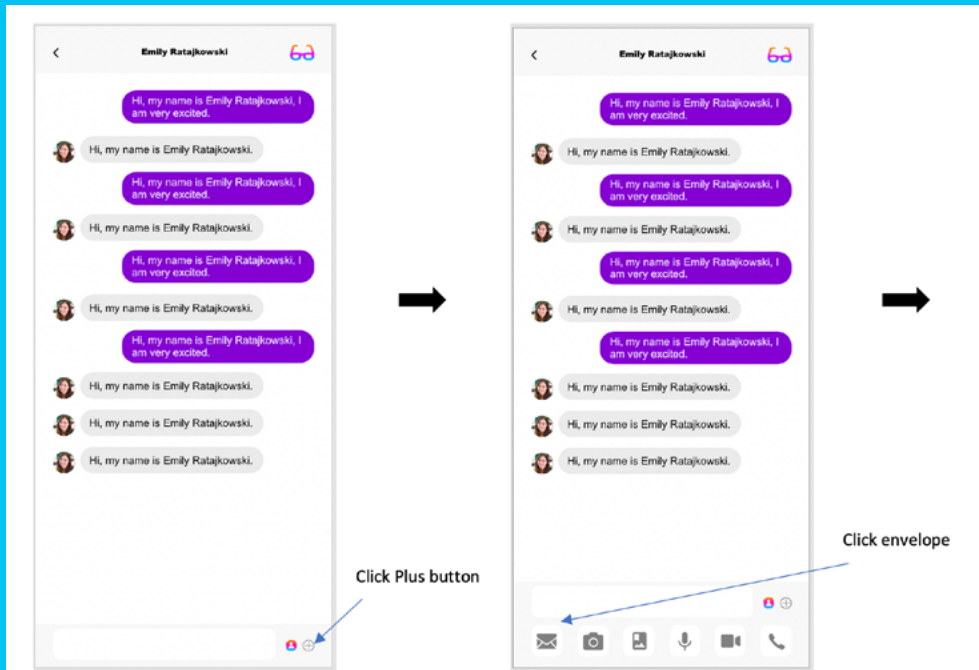 Emily Ratajkowski
Hi, my name is Emily Ratajkowski, I
am very excited.
Hi, my name is Emily Ratajkowski.
Hi, my name is Emily Ratajkowski, I
am very excited.
Hi, my name is Emily Ratajkowski.
Hi, my name is Emily Ratajkowski, I
am very excited.
Hi, my name is Emily Ratajkowski.
Hi, my name is Emily Ratajkowski, I
am very excited.
Hi, my name is Emily Ratajkowski.
Hi, my name is Emily Ratajkowski.
Hi, my name is Emily Ratajkowski.
Click Plus button
Emily Ratajkowski
Hi, my name is Emily Ratajkowski, I
am very excited.
Hi, my name is Emily Ratajkowski.
Hi, my name is Emily Ratajkowski, I
am very excited.
Hi, my name is Emily Ratajkowski.
Hi, my name is Emily Ratajkowski, I
am very excited.
Hi, my name is Emily Ratajkowski.
Hi, my name is Emily Ratajkowski, I
am very excited.
Hi, my name is Emily Ratajkowski.
Hi, my name is Emily Ratajkowski.
Hi, my name is Emily Ratajkowski.
Click envelope